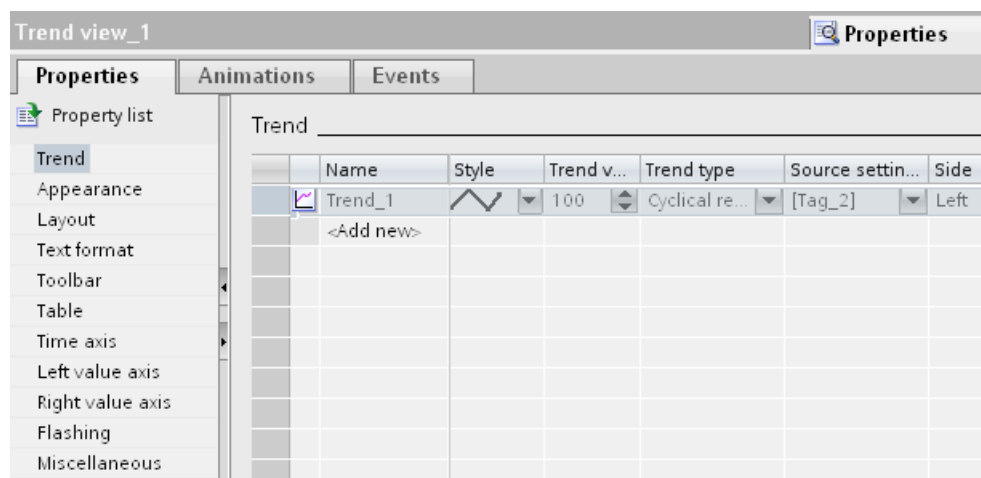 Trend view_1
Properties
Properties Animations Events
Property list
Trend
Appearance
Layout
Text format
Toolbar
Table
Time axis
Left value axis
Right value axis
Flashing
Miscellaneous
Trend
Name Style Trend v... Trend type Source settin... Side
Trend_1 100 Cyclical re... [Tag_2] Left
<Add new>